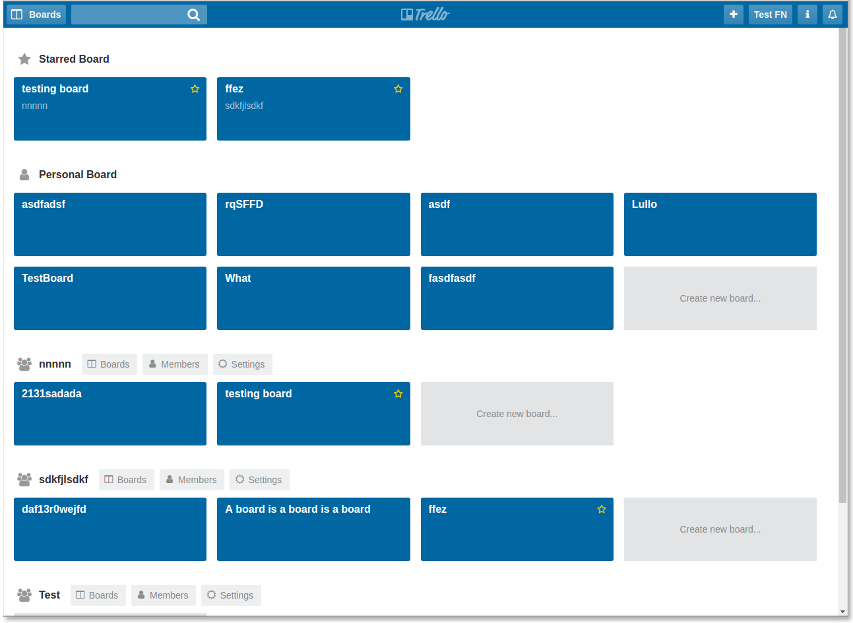 Boards
Trello
Test FN
Starred Board
testing board
nnnnn
ffez
sdkfjlsdkf
Personal Board
asdfadsf
rqSFFD
asdf
Lullo
TestBoard
What
fasdfasdf
Create new board...
nnnnn Boards Members Settings
2131sadada
testing board
Create new board...
sdkfjlsdkf Boards Members Settings
daf13r0wejfd
A board is a board is a board
ffez
Create new board...
Test Boards Members Settings